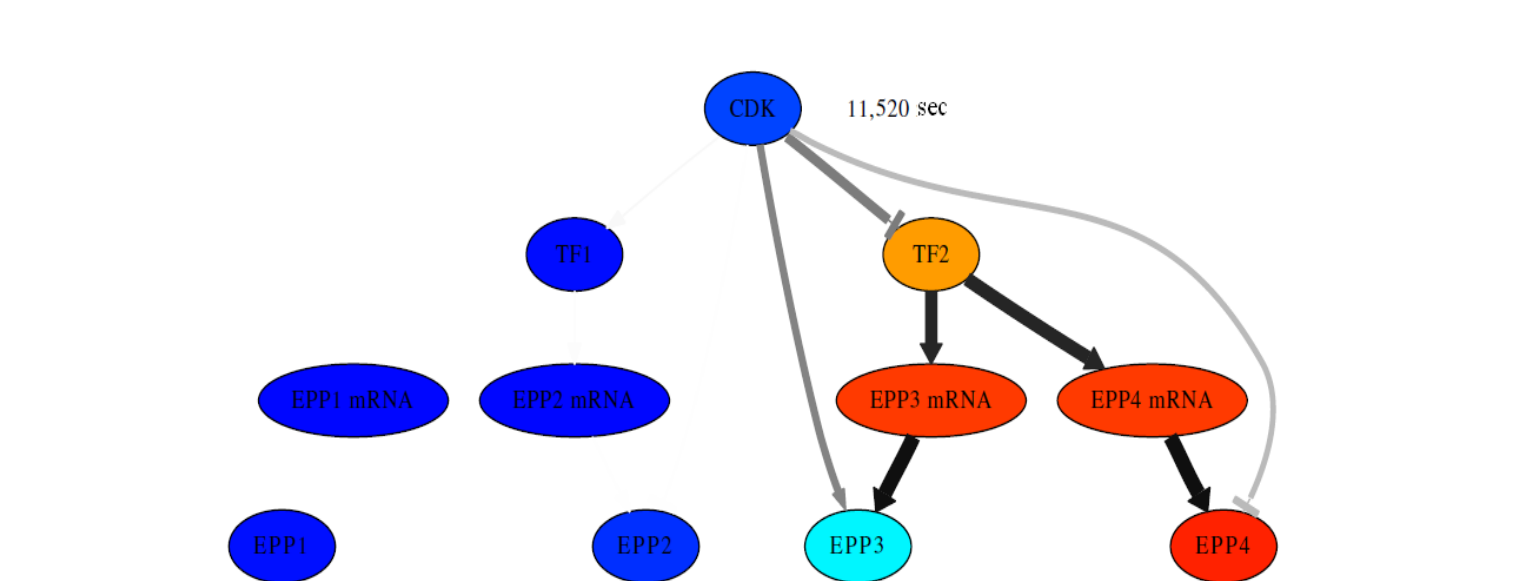 CDK
11,520 sec
TF1
TF2
EPP1 mRNA
EPP2 mRNA
EPP3 mRNA
EPP4 mRNA
EPP1
EPP2
EPP3
EPP4